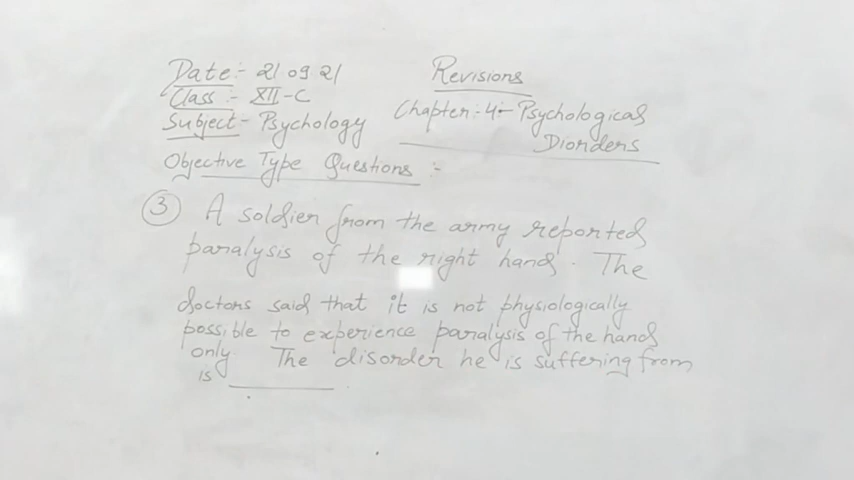 Date:- 21 09 21
Revisions
Class :- XII-C
Chapter:-4:- Psychological
Subject- Psychology
Diorders
Objective Type Questions :-
3 A soldier from the army reported
paralysis of the right hand. The
doctors said that it is not physiologically
possible to experience paralysis of the hand
only The disorder he is suffering from
is ________.